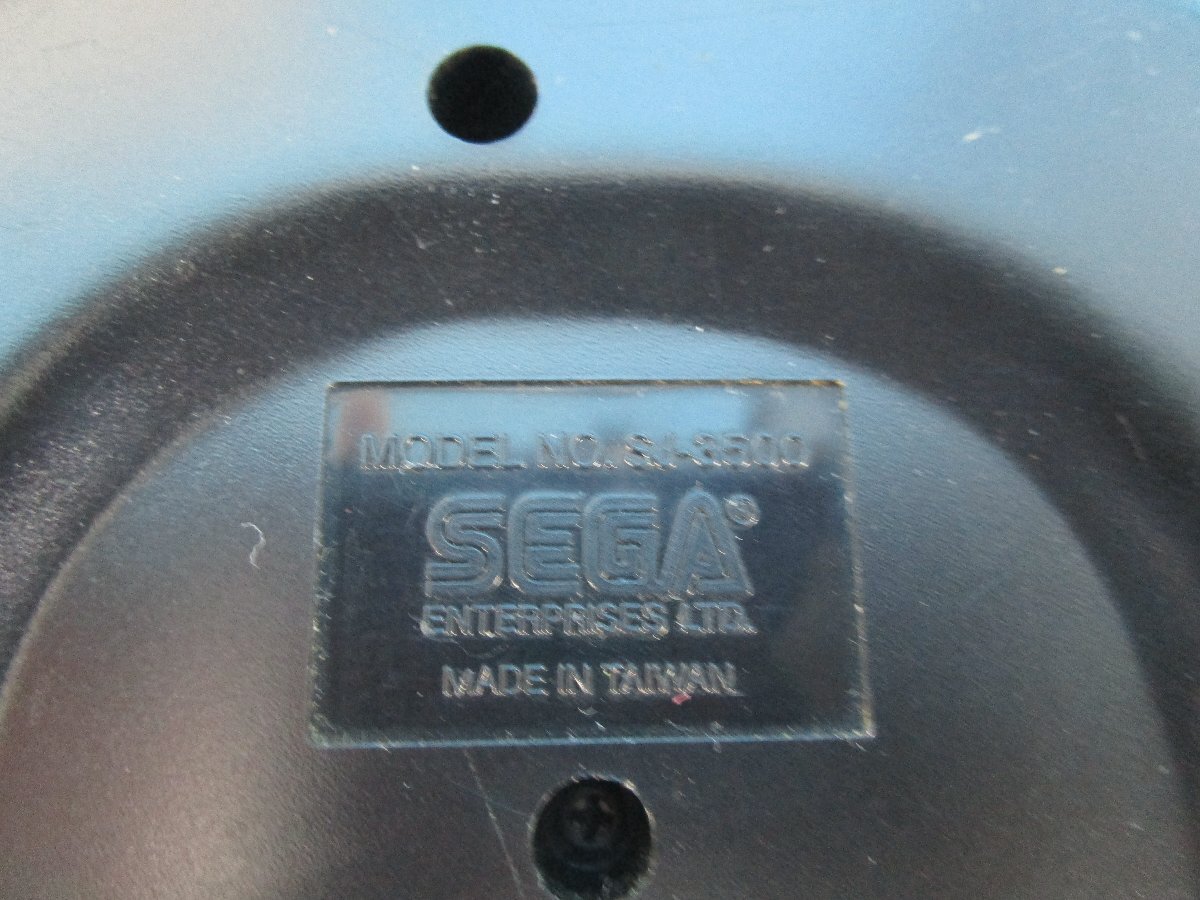 MODEL NO. SJ-3500
SEGA®
ENTERPRISES LTD.
MADE IN TAIWAN